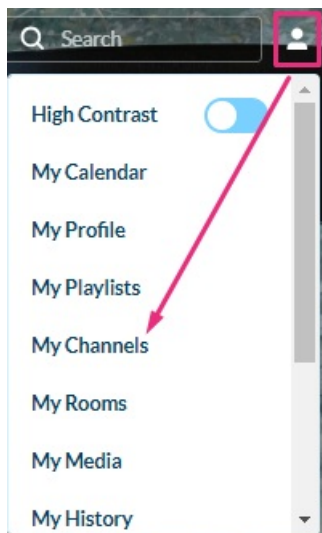 Search
High Contrast
My Calendar
My Profile
My Playlists
My Channels
My Rooms
My Media
My History